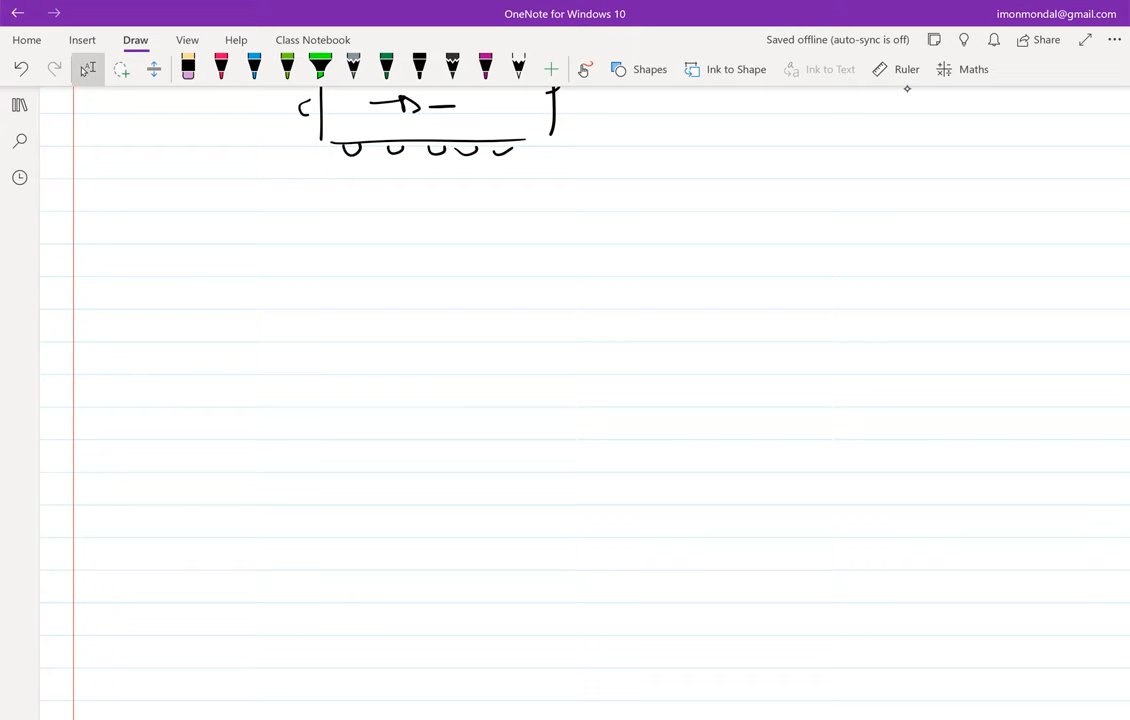 OneNote for Windows 10
imonmondal@gmail.com
Home Insert Draw View Help Class Notebook
Saved offline (auto-sync is off) Share
Shapes Ink to Shape Ink to Text Ruler Maths